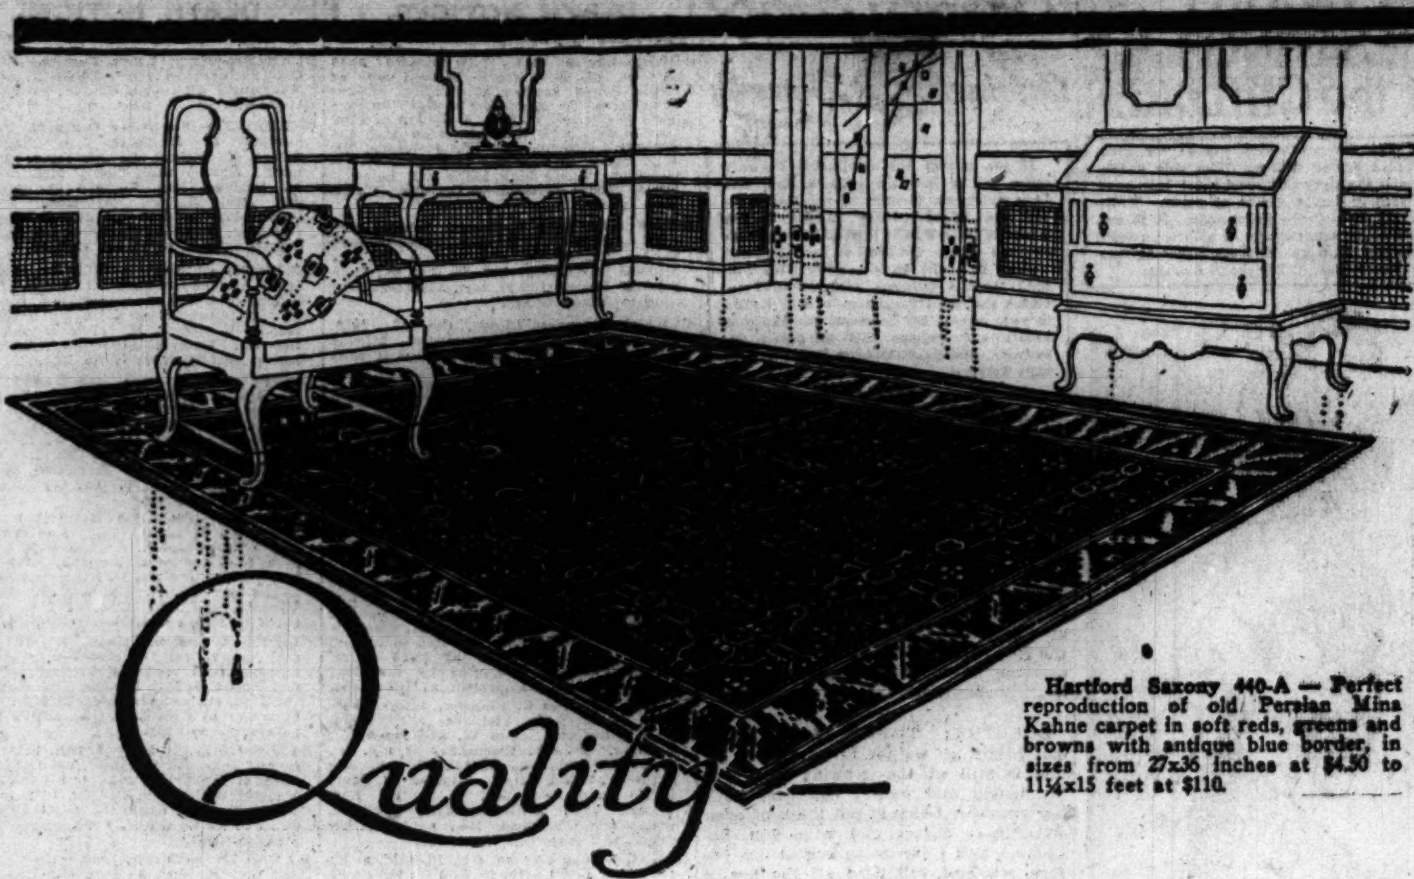 Quality—
Hartford Saxony 440-A — Perfect
reproduction of old Persian Mina
Kahne carpet in soft reds, greens and
browns with antique blue border, in
sizes from 27x36 inches at $4.50 to
11¼x15 feet at $110.